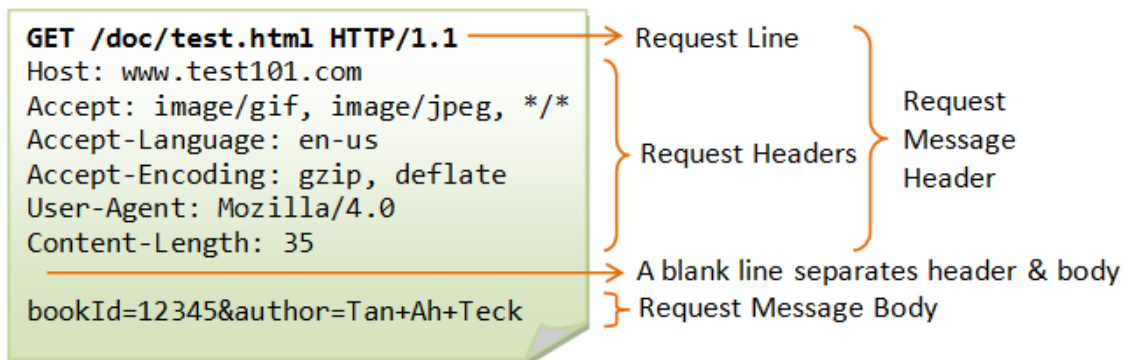 GET /doc/test.html HTTP/1.1
Host: www.test101.com
Accept: image/gif, image/jpeg, */*
Accept-Language: en-us
Accept-Encoding: gzip, deflate
User-Agent: Mozilla/4.0
Content-Length: 35
bookId=12345&author=Tan+Ah+Teck
Request Line
Request Headers
Request
Message
Header
A blank line separates header & body
Request Message Body